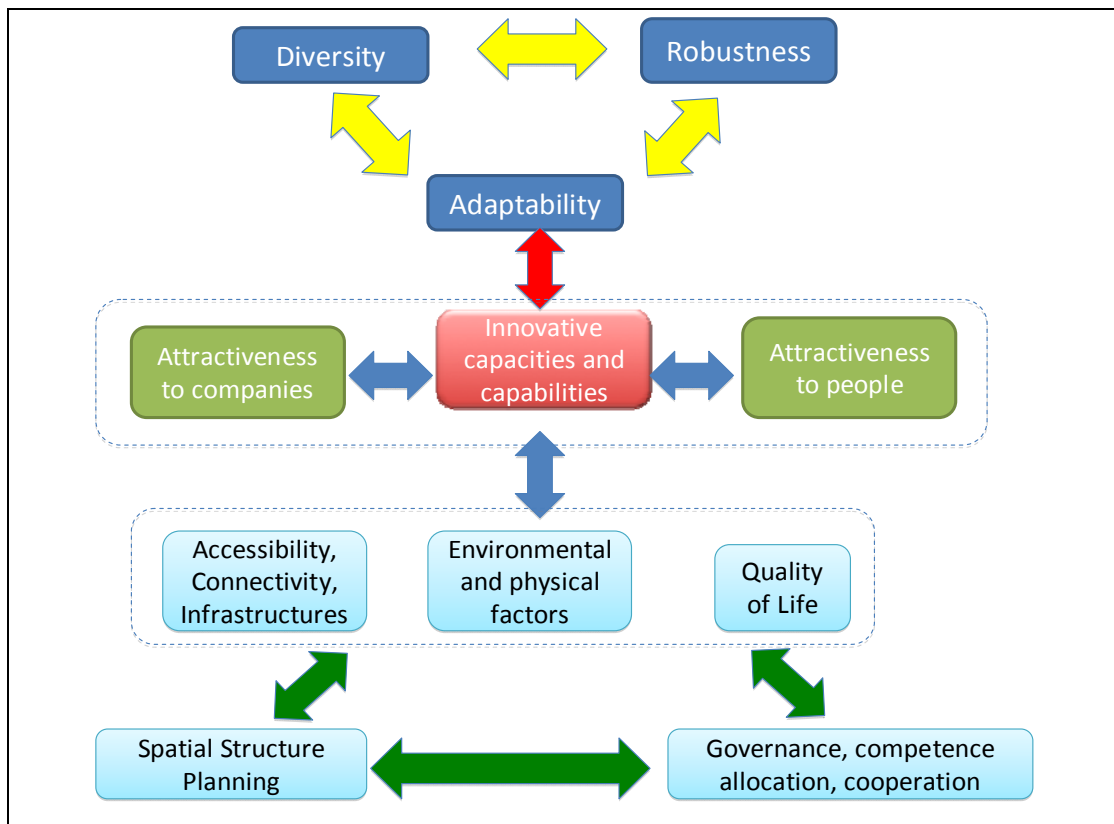 Diversity
Robustness
Adaptability
Attractiveness
to companies
Innovative
capacities and
capabilities
Attractiveness
to people
Accessibility,
Connectivity,
Infrastructures
Environmental
and physical
factors
Quality
of Life
Spatial Structure
Planning
Governance, competence
allocation, cooperation